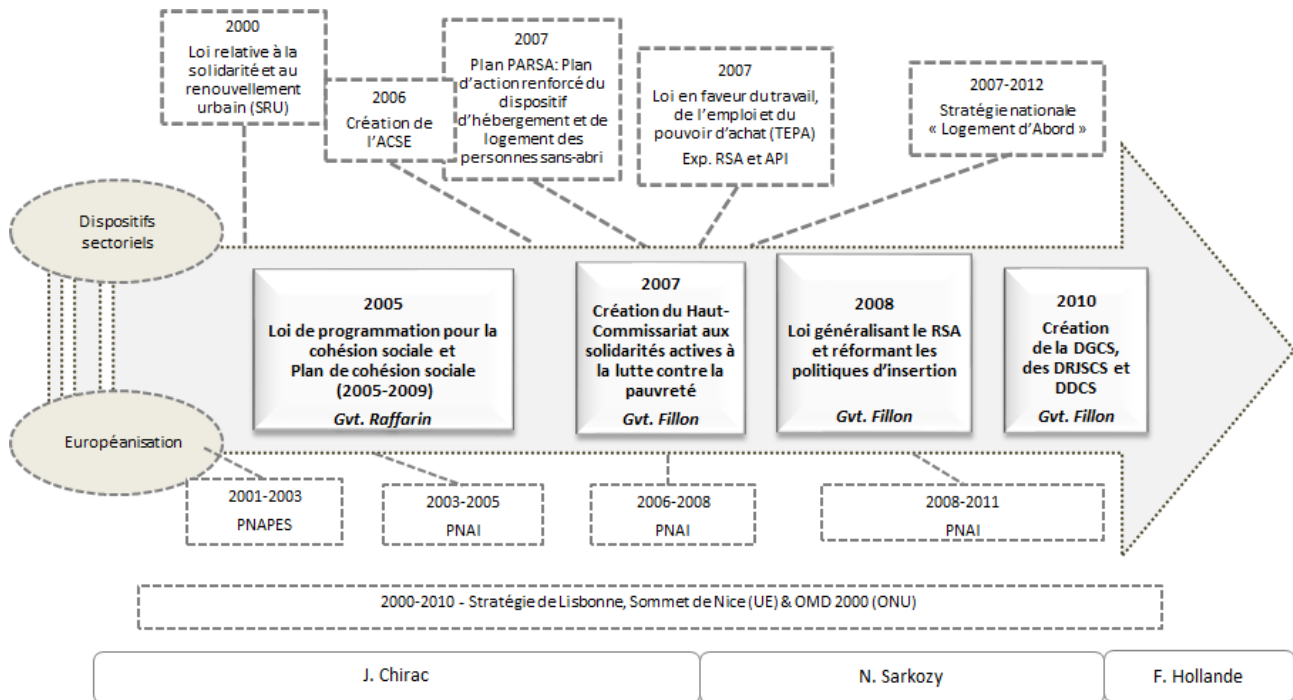 2000
Loi relative à la
solidarité et au
renouvellement
urbain (SRU)
2006
Création de
l'ACSE
2007
Plan PARSA: Plan
d'action renforcé du
dispositif
d'hébergement et de
logement des
personnes sans-abri
2007
Loi en faveur du travail,
de l'emploi et du
pouvoir d'achat (TEPA)
Exp. RSA et API
2007-2012
Stratégie nationale
« Logement d'Abord »
Dispositifs
sectoriels
2005
Loi de programmation pour la
cohésion sociale et
Plan de cohésion sociale
(2005-2009)
Gvt. Raffarin
2007
Création du Haut-
Commissariat aux
solidarités actives à
la lutte contre la
pauvreté
Gvt. Fillon
2008
Loi généralisant le RSA
et réformant les
politiques d'insertion
Gvt. Fillon
2010
Création
de la DGCS,
des DRJSCS et
DDCS
Gvt. Fillon
Européanisation
2001-2003
PNAPES
2003-2005
PNAI
2006-2008
PNAI
2008-2011
PNAI
2000-2010 - Stratégie de Lisbonne, Sommet de Nice (UE) & OMD 2000 (ONU)
J. Chirac
N. Sarkozy
F. Hollande